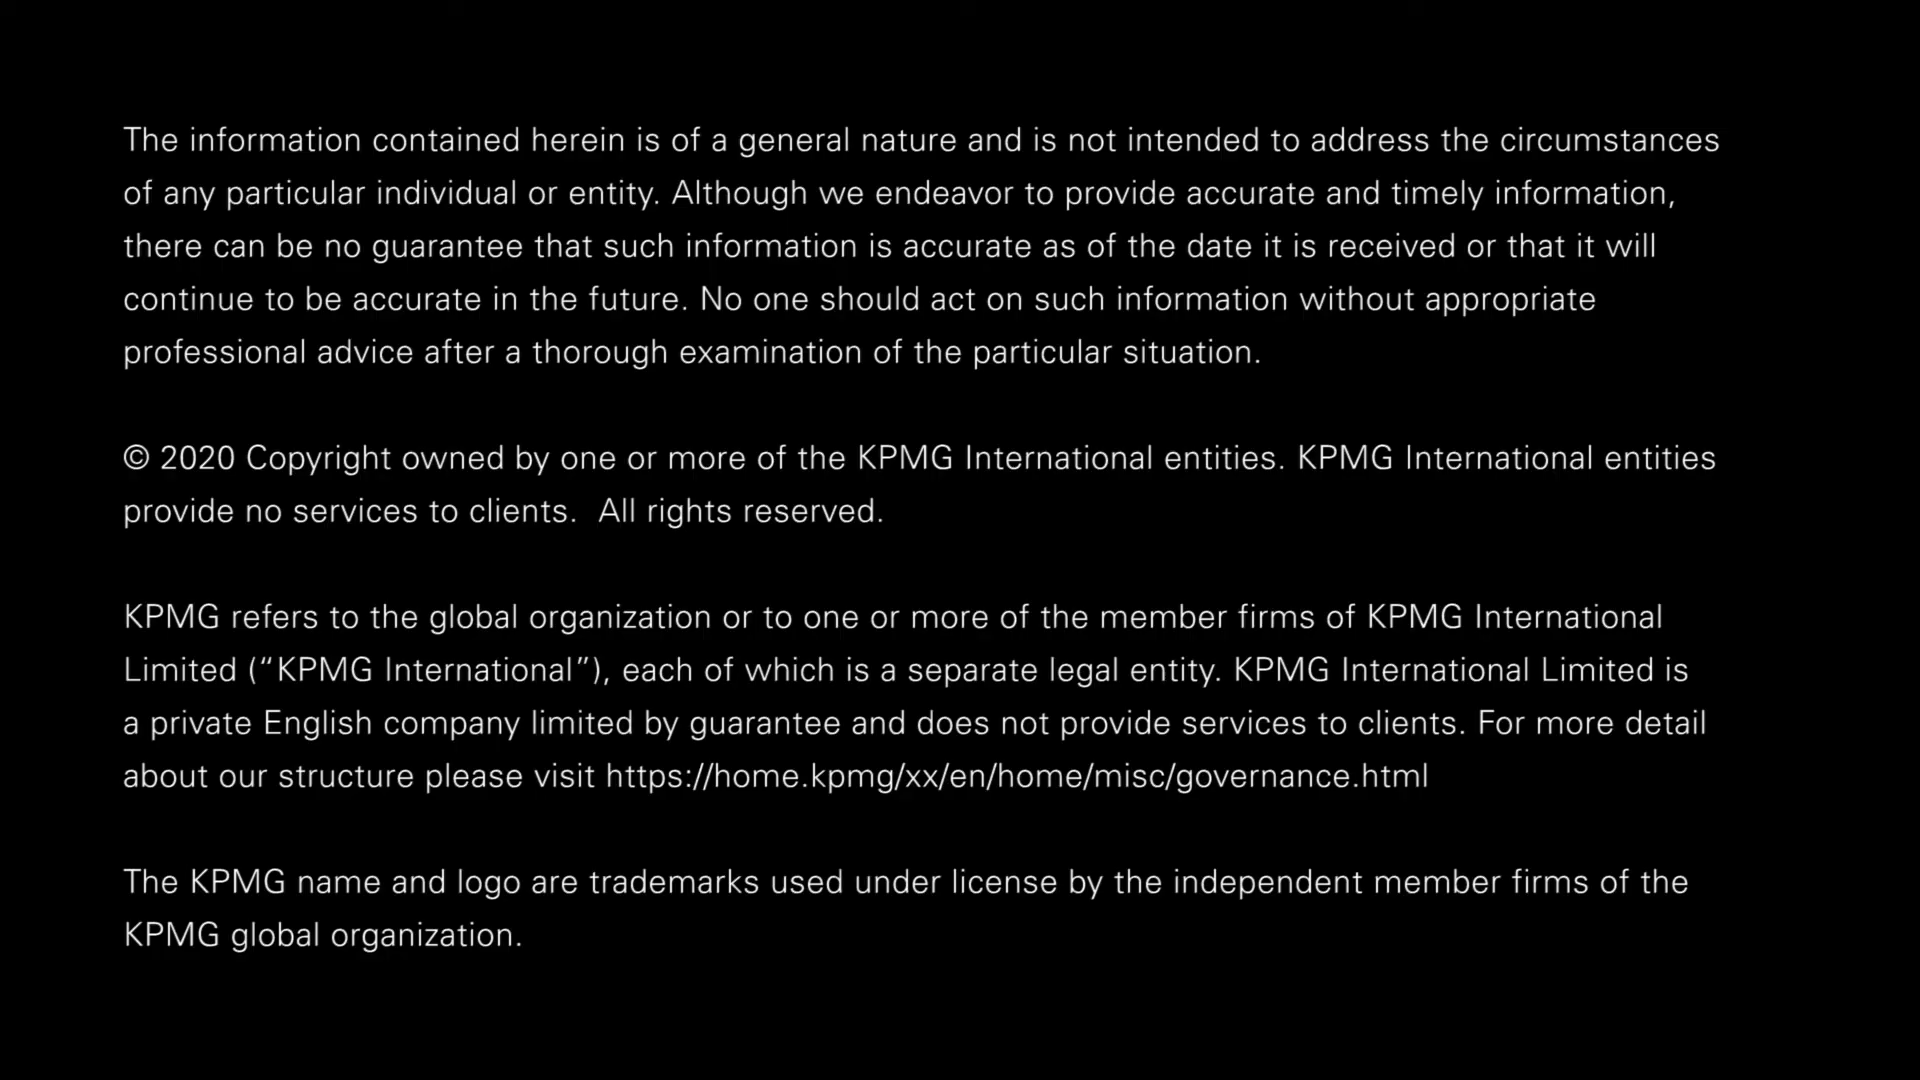 The information contained herein is of a general nature and is not intended to address the circumstances
of any particular individual or entity. Although we endeavor to provide accurate and timely information,
there can be no guarantee that such information is accurate as of the date it is received or that it will
continue to be accurate in the future. No one should act on such information without appropriate
professional advice after a thorough examination of the particular situation.
© 2020 Copyright owned by one or more of the KPMG International entities. KPMG International entities
provide no services to clients.  All rights reserved.
KPMG refers to the global organization or to one or more of the member firms of KPMG International
Limited (“KPMG International”), each of which is a separate legal entity. KPMG International Limited is
a private English company limited by guarantee and does not provide services to clients. For more detail
about our structure please visit https://home.kpmg/xx/en/home/misc/governance.html
The KPMG name and logo are trademarks used under license by the independent member firms of the
KPMG global organization.